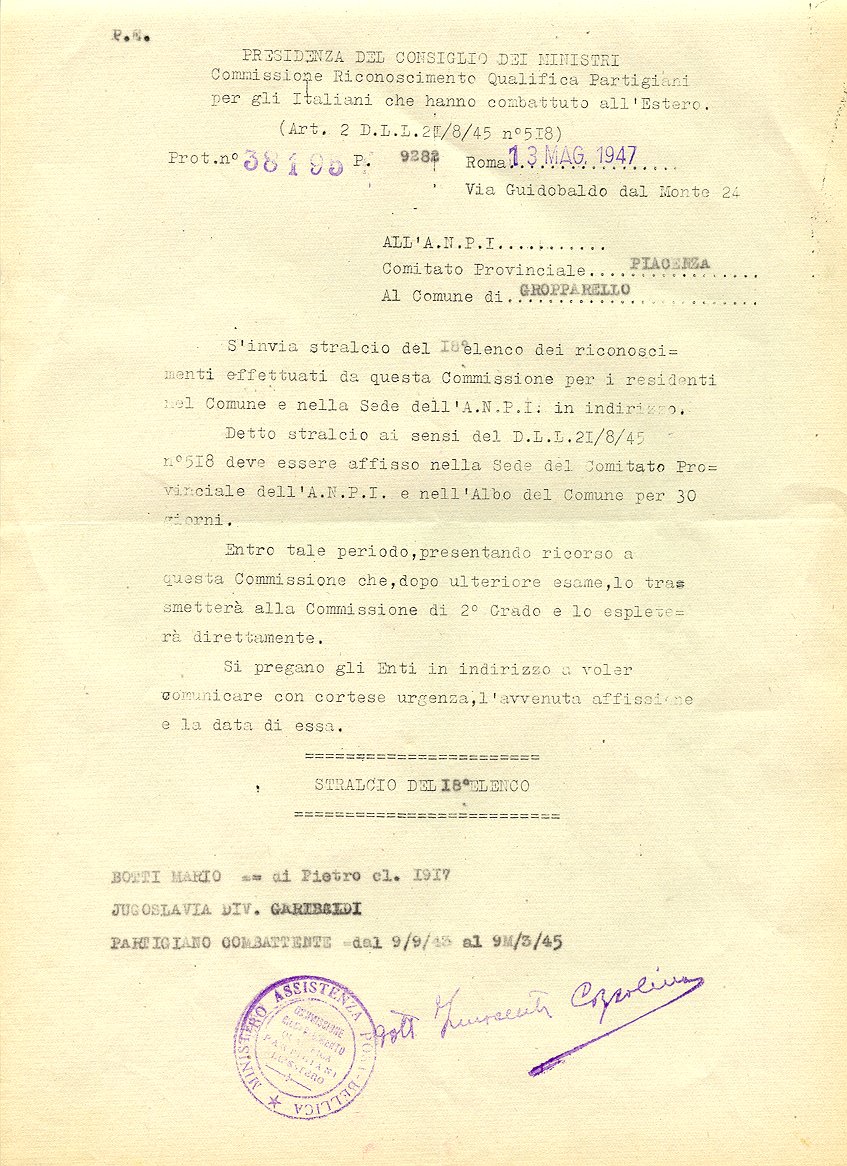 P.E.
PRESIDENZA DEL CONSIGLIO DEI MINISTRI
Commissione Riconoscimento Qualifica Partigiani
per gli Italiani che hanno combattuto all'Estero.
(Art. 2 D.L.L.2I/8/45 n°5I8)
Prot.n° 38195 P. 9282 Roma 13 MAG. 1947
Via Guidobaldo dal Monte 24
ALL'A.N.P.I...........
Comitato Provinciale....PIACENZA
Al Comune di.GROPPARELLO
S'invia stralcio del I8°elenco dei riconosci=
menti effettuati da questa Commissione per i residenti
nel Comune e nella Sede dell'A.N.P.I. in indirizzo.
Detto stralcio ai sensi del D.L.L.2I/8/45
n°5I8 deve essere affisso nella Sede del Comitato Pro=
vinciale dell'A.N.P.I. e nell'Albo del Comune per 30
giorni.
Entro tale periodo,presentando ricorso a
questa Commissione che,dopo ulteriore esame,lo tras=
smetterà alla Commissione di 2° Grado e lo esplete=
rà direttamente.
Si pregano gli Enti in indirizzo a voler
comunicare con cortese urgenza,l'avvenuta affissione
e la data di essa.
=======================
STRALCIO DEL I8°ELENCO
==========================
BOTTI MARIO == di Pietro cl. I9I7
JUGOSLAVIA DIV. GARIBALDI
PARTIGIANO COMBATTENTE =dal 9/9/43 al 9M/3/45
MINISTERO ASSISTENZA POST-BELLICA
COMMISSIONE
PARTIGIANI
ESTERO
Dott. Innocenti Cozzolino